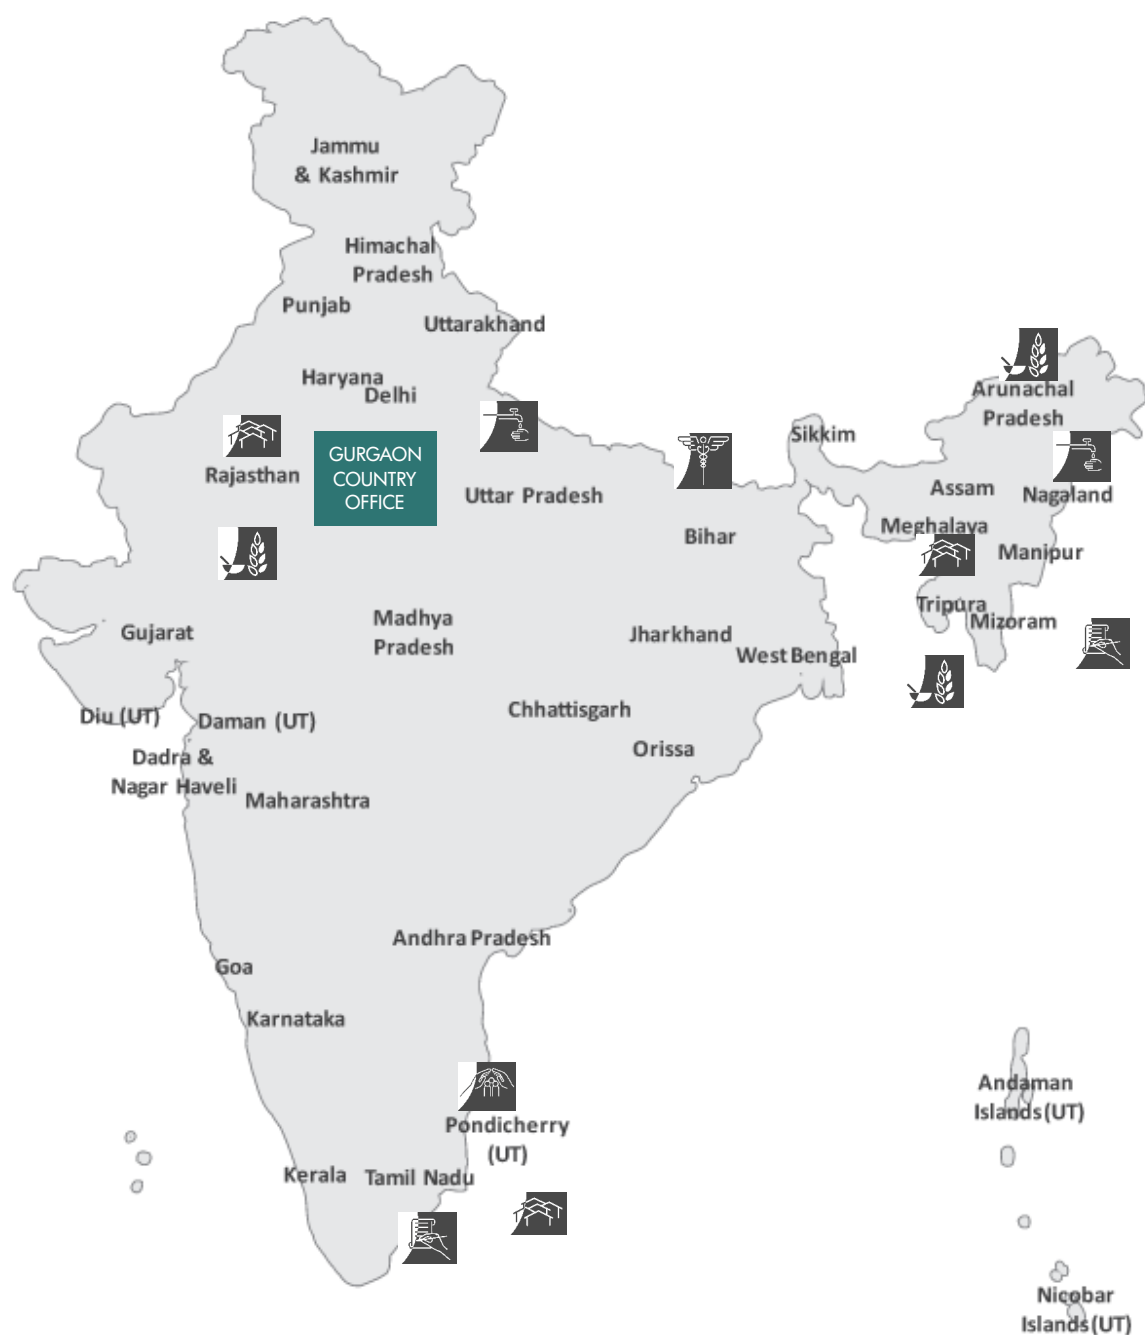 Jammu
& Kashmir
Himachal
Pradesh
Punjab
Uttarakhand
Haryana
Delhi
Arunachal
Pradesh
Sikkim
Rajasthan
GURGAON
COUNTRY
OFFICE
Uttar Pradesh
Assam
Nagaland
Bihar
Meghalaya
Manipur
Gujarat
Madhya
Pradesh
Jharkhand
Tripura
Mizoram
West Bengal
Diu (UT)
Daman (UT)
Chhattisgarh
Dadra &
Nagar Haveli
Orissa
Maharashtra
Andhra Pradesh
Goa
Karnataka
Andaman
Islands (UT)
Pondicherry
(UT)
Kerala
Tamil Nadu
Nicobar
Islands (UT)